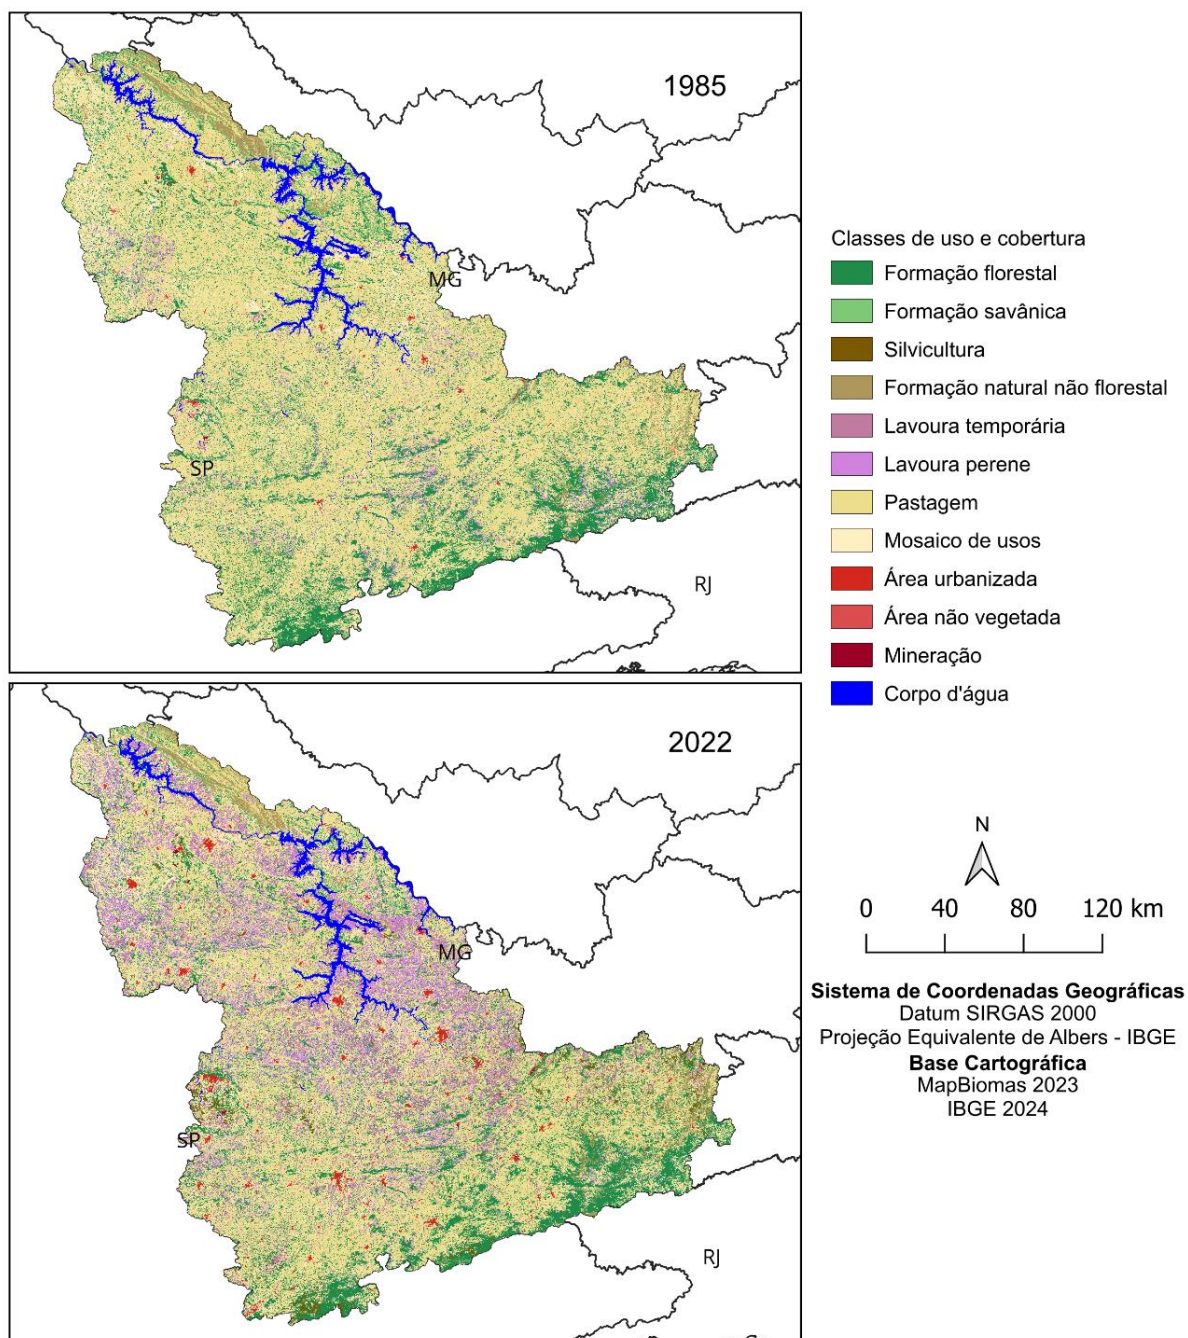 1985
MG
SP
RJ
2022
MG
SP
RJ
Classes de uso e cobertura
Formação florestal
Formação savânica
Silvicultura
Formação natural não florestal
Lavoura temporária
Lavoura perene
Pastagem
Mosaico de usos
Área urbanizada
Área não vegetada
Mineração
Corpo d'água
N
0 40 80 120 km
Sistema de Coordenadas Geográficas
Datum SIRGAS 2000
Projeção Equivalente de Albers - IBGE
Base Cartográfica
MapBiomas 2023
IBGE 2024